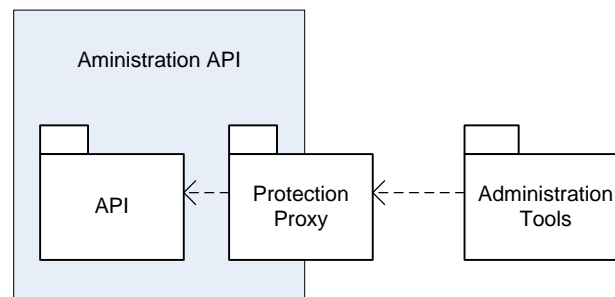 Aministration API
API
Protection
Proxy
Administration
Tools